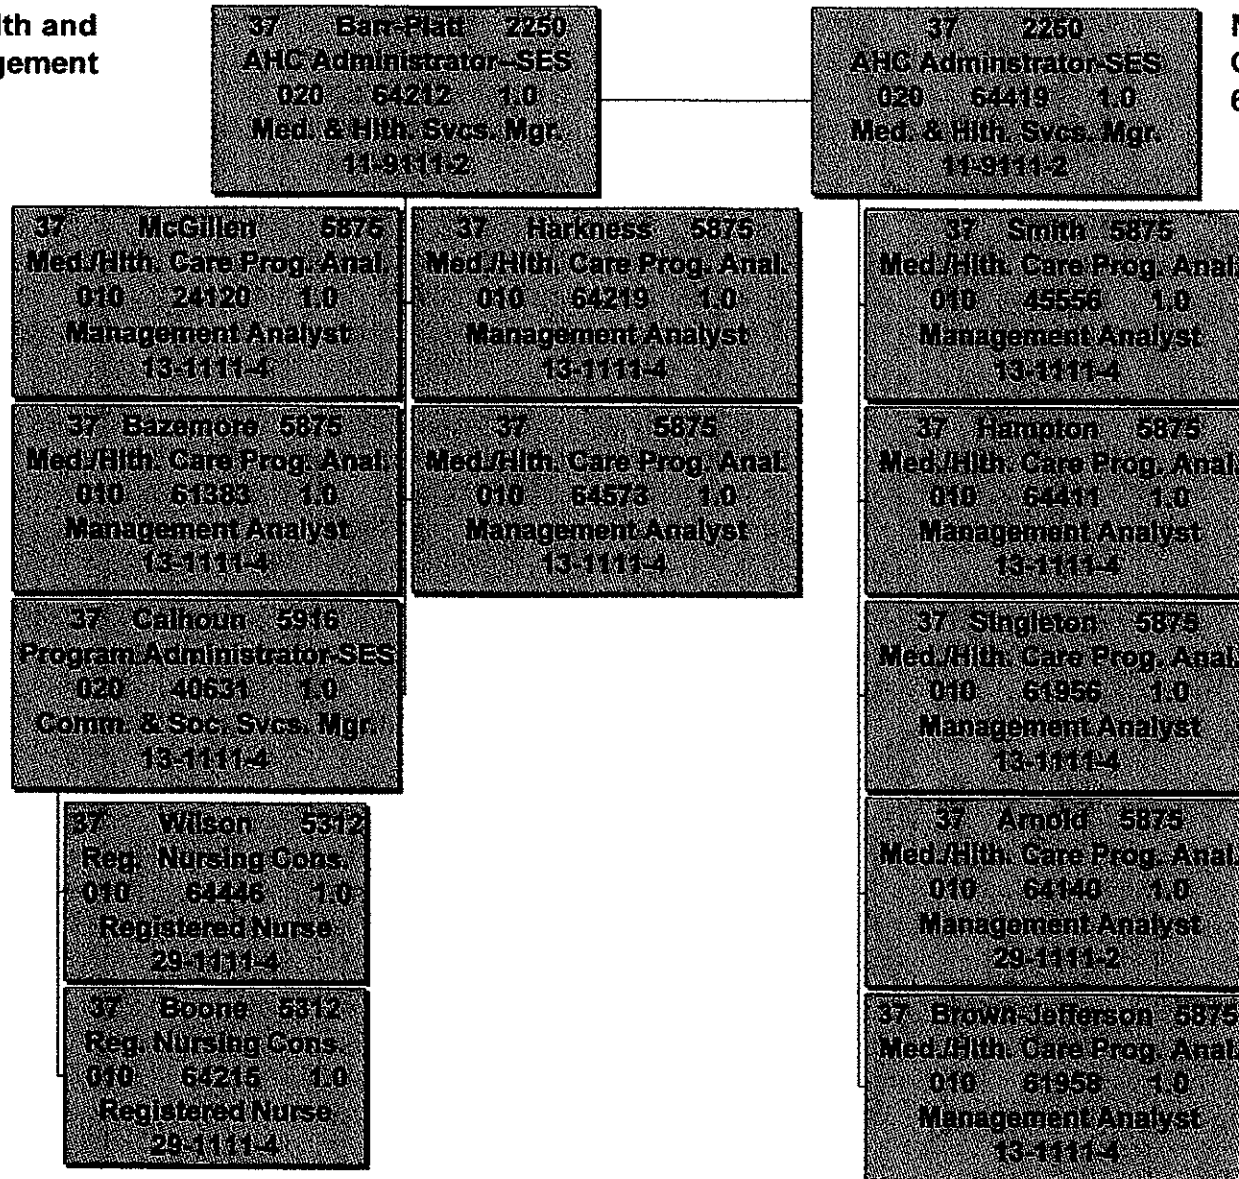 lth and
gement
37 Barr-Platt 2250
AHC Administrator--SES
020 64212 1.0
Med. & Hlth. Svcs. Mgr.
11-9111-2
37 2250
AHC Adminstrator-SES
020 64419 1.0
Med. & Hlth. Svcs. Mgr.
11-9111-2
6
37 McGillen 5875
Med./Hlth. Care Prog. Anal.
010 24120 1.0
Management Analyst
13-1111-4
37 Bazemore 5875
Med./Hlth. Care Prog. Anal.
010 61383 1.0
Management Analyst
13-1111-4
37 Calhoun 5916
Program Administrator-SES
020 40631 1.0
Comm. & Soc. Svcs. Mgr.
13-1111-4
37 Wilson 5312
Reg. Nursing Cons.
010 64446 1.0
Registered Nurse
29-1111-4
37 Boone 5312
Reg. Nursing Cons.
010 64215 1.0
Registered Nurse
29-1111-4
37 Harkness 5875
Med./Hlth. Care Prog. Anal.
010 64219 1.0
Management Analyst
13-1111-4
37 5875
Med./Hlth. Care Prog. Anal.
010 64573 1.0
Management Analyst
13-1111-4
37 Smith 5875
Med./Hlth. Care Prog. Anal.
010 45556 1.0
Management Analyst
13-1111-4
37 Hampton 5875
Med./Hlth. Care Prog. Anal.
010 64411 1.0
Management Analyst
13-1111-4
37 Singleton 5875
Med./Hlth. Care Prog. Anal.
010 61956 1.0
Management Analyst
13-1111-4
37 Arnold 5875
Med./Hlth. Care Prog. Anal.
010 64140 1.0
Management Analyst
29-1111-2
37 Brown-Jefferson 5875
Med./Hlth. Care Prog. Anal.
010 61958 1.0
Management Analyst
13-1111-4